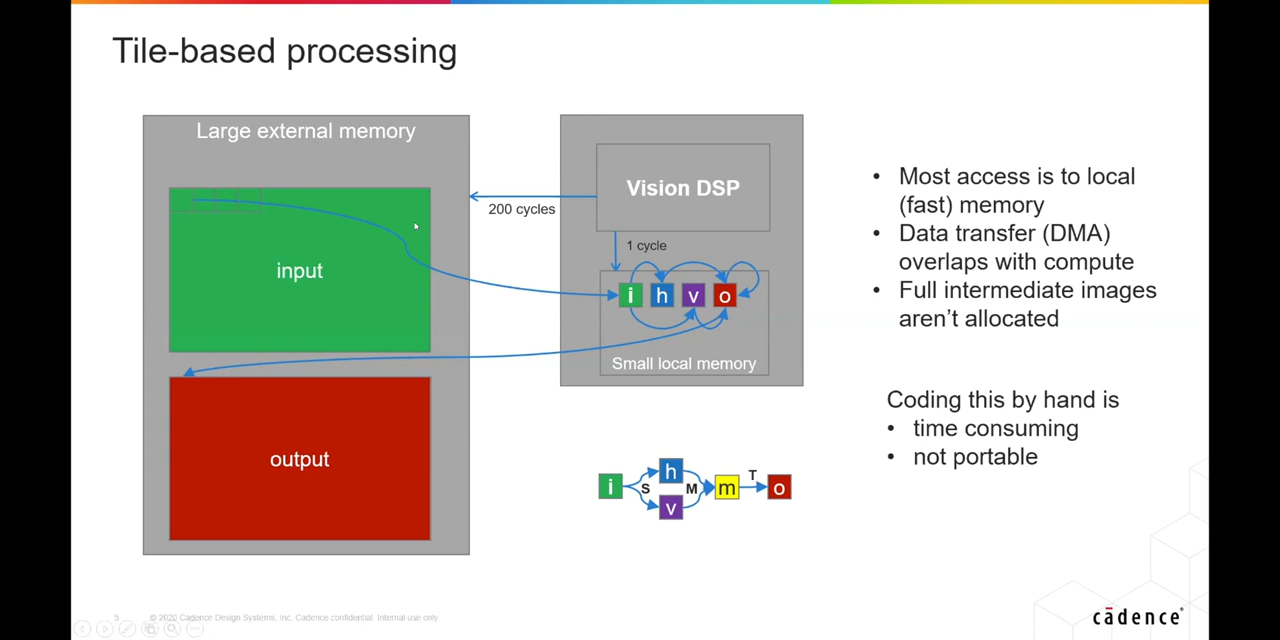 Tile-based processing
Large external memory
input
output
200 cycles
Vision DSP
1 cycle
i h v o
Small local memory
i
S
h
v
M
m
T
o
• Most access is to local
(fast) memory
• Data transfer (DMA)
overlaps with compute
• Full intermediate images
aren't allocated
Coding this by hand is
• time consuming
• not portable
5
© 2020 Cadence Design Systems, Inc. Cadence confidential. Internal use only
cādence®